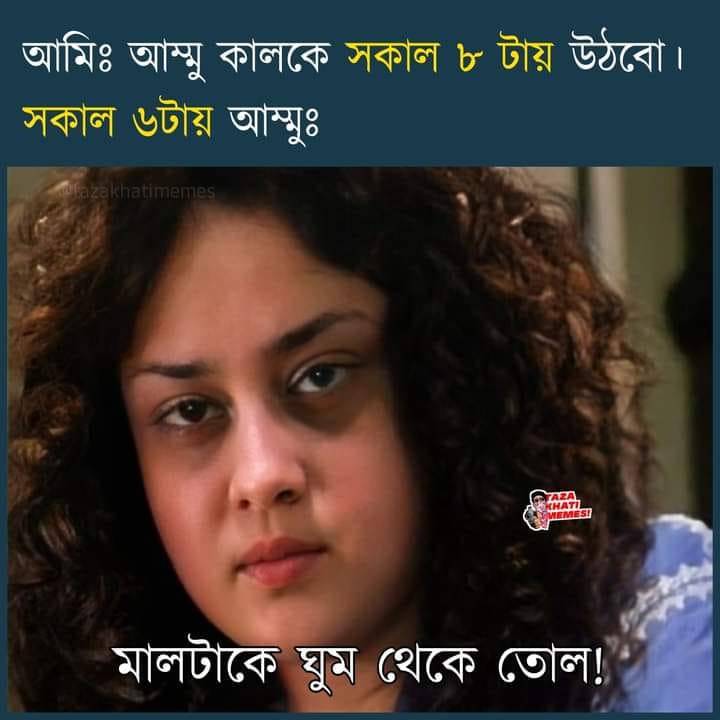 আমিঃ আম্মু কালকে সকাল ৮ টায় উঠবো।
সকাল ৬টায় আম্মুঃ
@tazakhatimemes
TAZA
KHATI
MEMES!
মালটাকে ঘুম থেকে তোল!